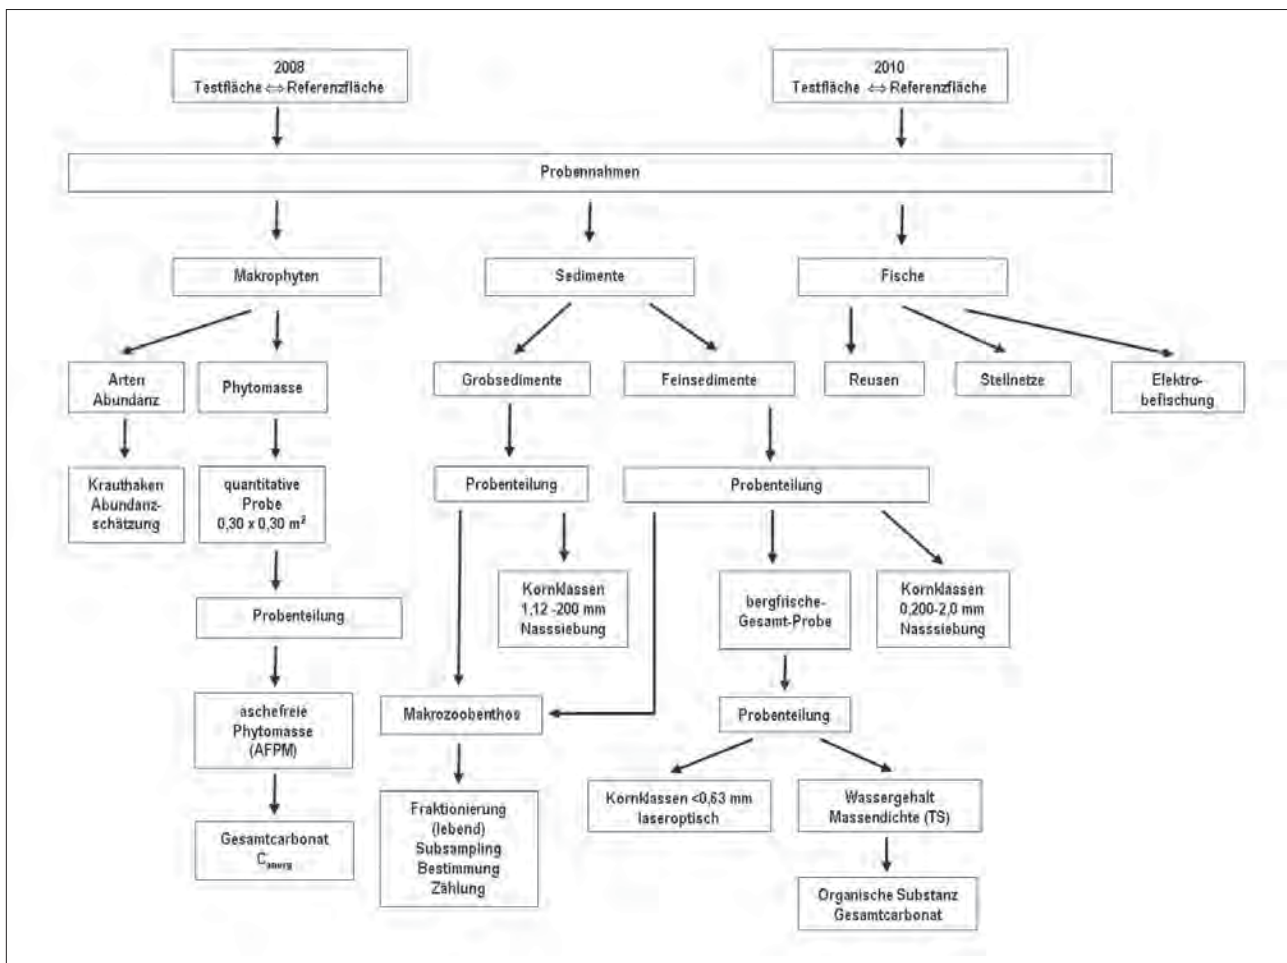 2008
Testfläche ⇔ Referenzfläche
2010
Testfläche ⇔ Referenzfläche
Probennahmen
Makrophyten
Sedimente
Fische
Arten
Abundanz
Phytomasse
Grobsedimente
Feinsedimente
Reusen
Stellnetze
Elektro-
befischung
Krauthaken
Abundanz-
schätzung
quantitative
Probe
0,30 x 0,30 m²
Probenteilung
Probenteilung
Kornklassen
1,12 -200 mm
Nasssiebung
bergfrische-
Gesamt-Probe
Kornklassen
0,200-2,0 mm
Nasssiebung
Probenteilung
aschefreie
Phytomasse
(AFPM)
Makrozoobenthos
Probenteilung
Gesamtcarbonat
C anorg
Fraktionierung
(lebend)
Subsampling
Bestimmung
Zählung
Kornklassen <0,63 mm
laseroptisch
Wassergehalt
Massendichte (TS)
Organische Substanz
Gesamtcarbonat